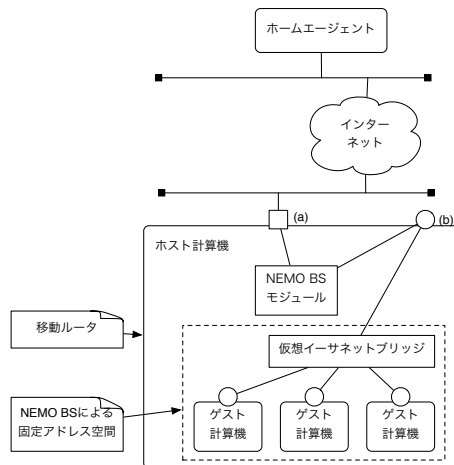 ホームエージェント
インター
ネット
(a)
(b)
ホスト計算機
NEMO BS
モジュール
移動ルータ
仮想イーサネットブリッジ
NEMO BSによる
固定アドレス空間
ゲスト
計算機
ゲスト
計算機
ゲスト
計算機